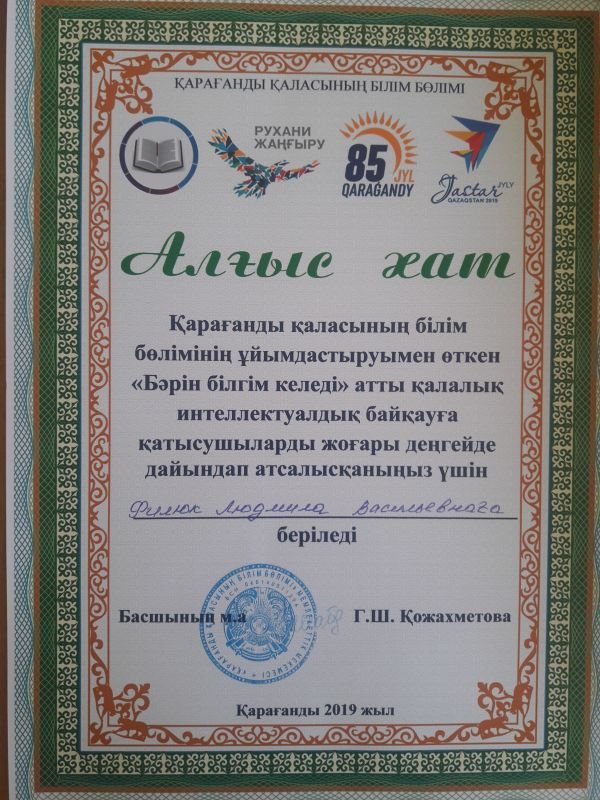 ҚАРАҒАНДЫ ҚАЛАСЫНЫҢ БІЛІМ БӨЛІМІ
РУХАНИ
ЖАҢҒЫРУ
85 JYL
QARAǴANDY
Jastar JYLY
QAZAQSTAN 2019
Алғыс хат
Қарағанды қаласының білім
бөлімінің ұйымдастыруымен өткен
«Бәрін білгім келеді» атты қалалық
интеллектуалдық байқауға
қатысушыларды жоғары деңгейде
дайындап атсалысқаныңыз үшін
Филюк Людмила Васильевнаға
беріледі
Басшының м.а Г.Ш. Қожахметова
Қарағанды 2019 жыл